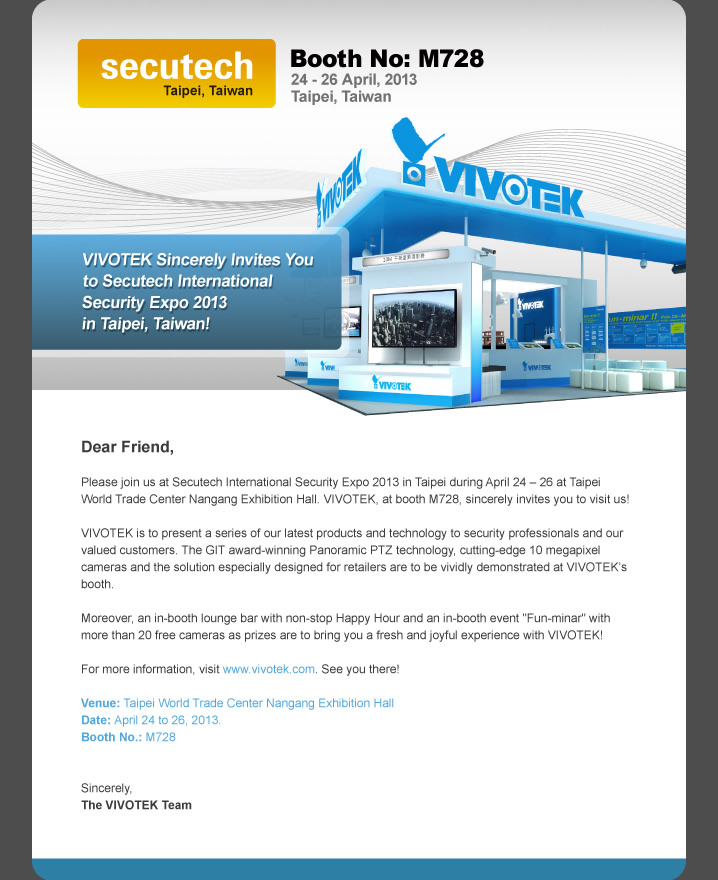 secutech
Taipei, Taiwan
Booth No: M728
24 - 26 April, 2013
Taipei, Taiwan
VIVOTEK
VIVOTEK
VIVOTEK Sincerely Invites You
to Secutech International
Security Expo 2013
in Taipei, Taiwan!
VIVOTEK
VIVOTEK
Dear Friend,
Please join us at Secutech International Security Expo 2013 in Taipei during April 24 – 26 at Taipei
World Trade Center Nangang Exhibition Hall. VIVOTEK, at booth M728, sincerely invites you to visit us!
VIVOTEK is to present a series of our latest products and technology to security professionals and our
valued customers. The GIT award-winning Panoramic PTZ technology, cutting-edge 10 megapixel
cameras and the solution especially designed for retailers are to be vividly demonstrated at VIVOTEK's
booth.
Moreover, an in-booth lounge bar with non-stop Happy Hour and an in-booth event "Fun-minar" with
more than 20 free cameras as prizes are to bring you a fresh and joyful experience with VIVOTEK!
For more information, visit www.vivotek.com. See you there!
Venue: Taipei World Trade Center Nangang Exhibition Hall
Date: April 24 to 26, 2013.
Booth No.: M728
Sincerely,
The VIVOTEK Team